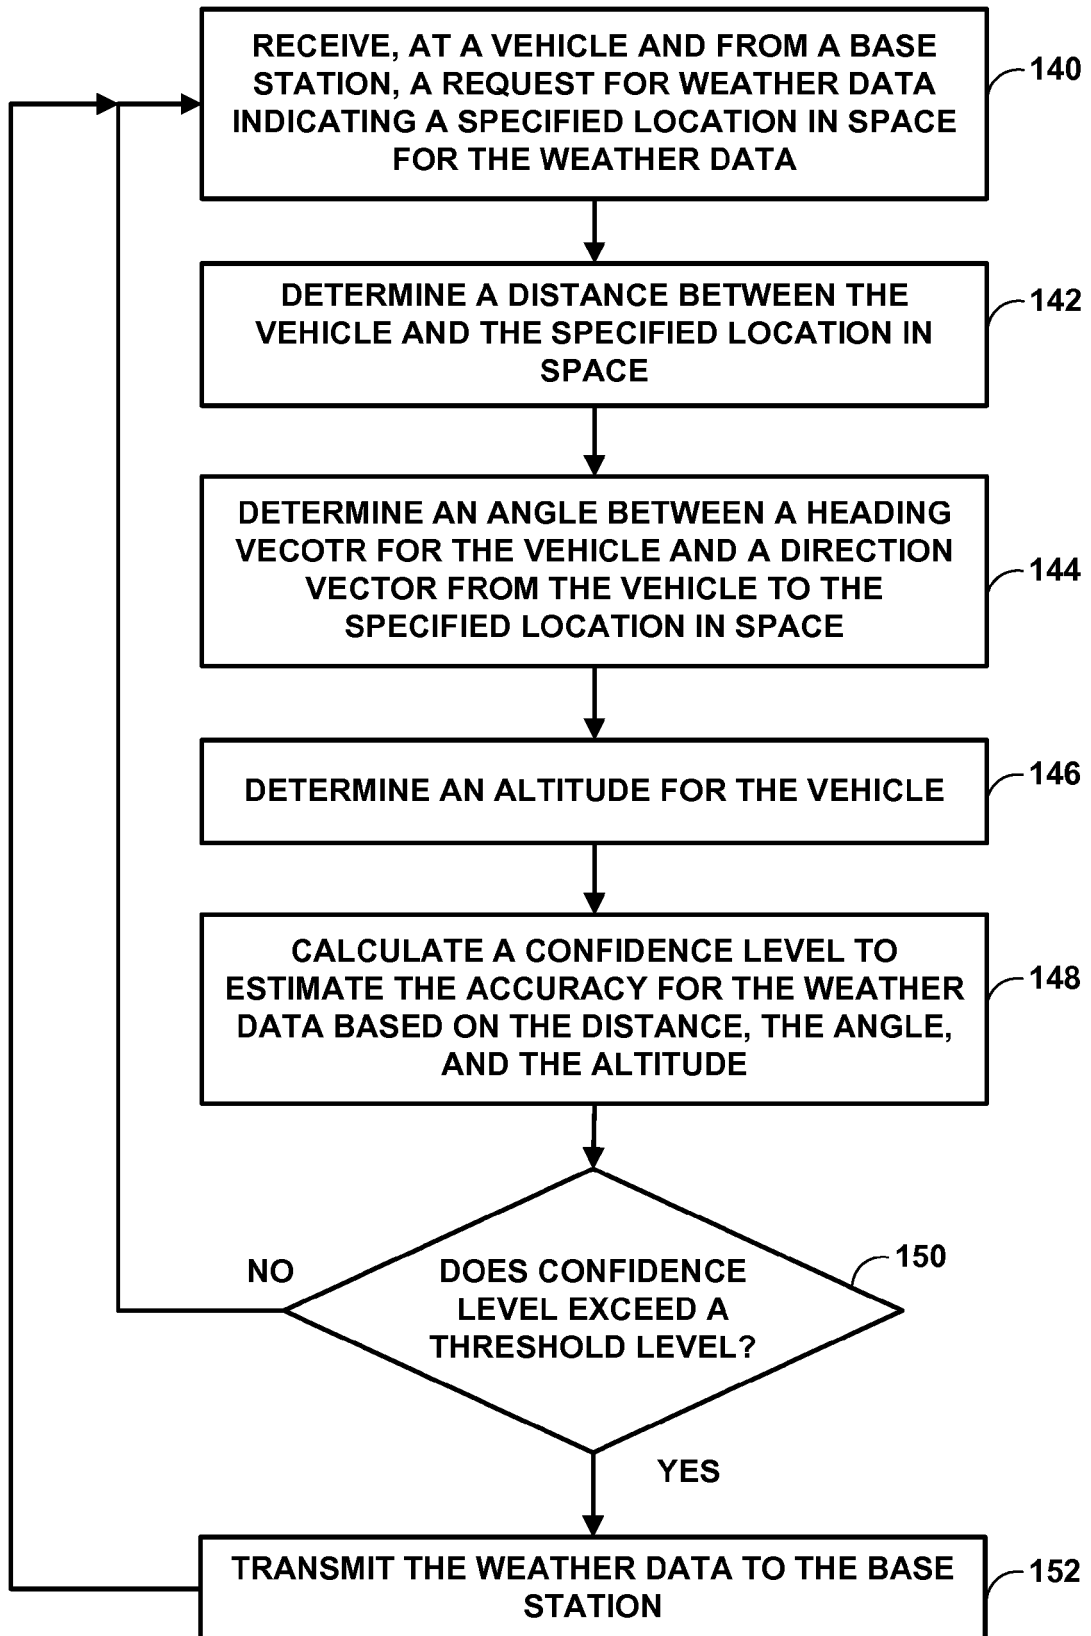 RECEIVE, AT A VEHICLE AND FROM A BASE
STATION, A REQUEST FOR WEATHER DATA
INDICATING A SPECIFIED LOCATION IN SPACE
FOR THE WEATHER DATA
140
DETERMINE A DISTANCE BETWEEN THE
VEHICLE AND THE SPECIFIED LOCATION IN
SPACE
142
DETERMINE AN ANGLE BETWEEN A HEADING
VECOTR FOR THE VEHICLE AND A DIRECTION
VECTOR FROM THE VEHICLE TO THE
SPECIFIED LOCATION IN SPACE
144
DETERMINE AN ALTITUDE FOR THE VEHICLE
146
CALCULATE A CONFIDENCE LEVEL TO
ESTIMATE THE ACCURACY FOR THE WEATHER
DATA BASED ON THE DISTANCE, THE ANGLE,
AND THE ALTITUDE
148
DOES CONFIDENCE
LEVEL EXCEED A
THRESHOLD LEVEL?
150
NO
YES
TRANSMIT THE WEATHER DATA TO THE BASE
STATION
152